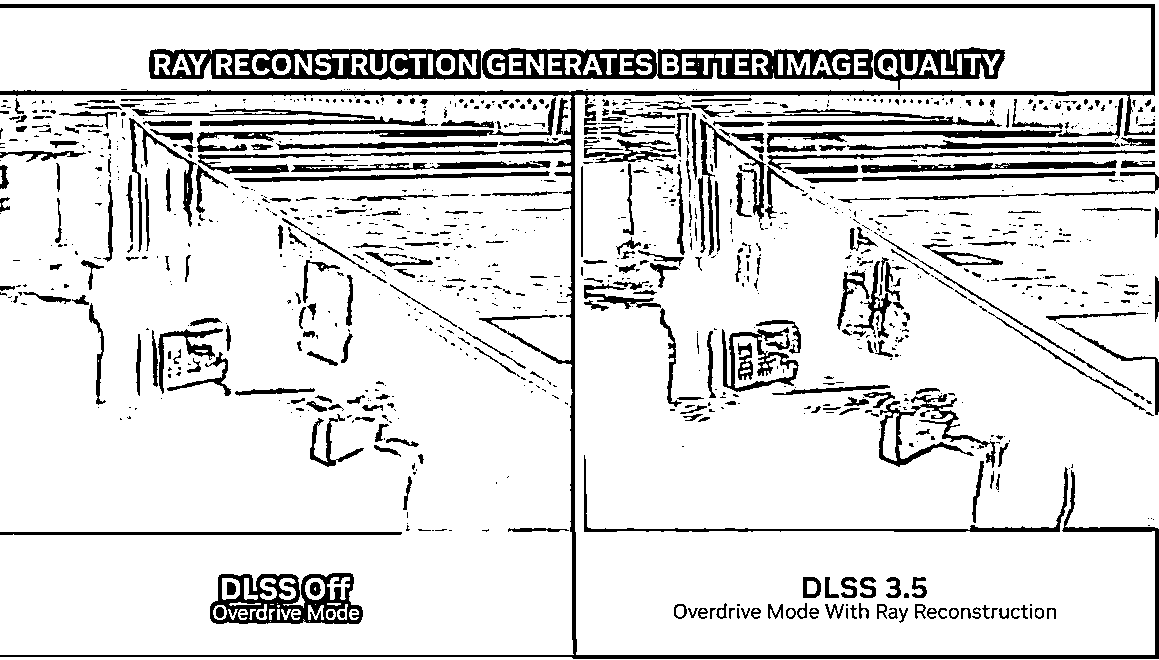 RAY RECONSTRUCTION GENERATES BETTER IMAGE QUALITY
DLSS Off
Overdrive Mode
DLSS 3.5
Overdrive Mode With Ray Reconstruction